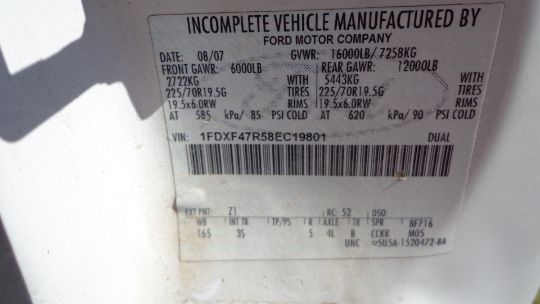 INCOMPLETE VEHICLE MANUFACTURED BY
FORD MOTOR COMPANY
DATE: 08/07 GVWR: 16000LB/ 7258KG
FRONT GAWR: 6000LB REAR GAWR: 12000LB
2722KG WITH 5443KG WITH
225/70R19.5G TIRES 225/70R19.5G TIRES
19.5x6.0RW RIMS 19.5x6.0RW RIMS
AT 585 kPa/ 85 PSI COLD AT 620 kPa/ 90 PSI COLD
VIN: 1FDXF47R58EC19801 DUAL
EXT PNT: Z1 RC: 52 DSO:
WB INT TR TP/PS R AXLE TR SPR 8F716
165 3S 5 4L B CCKK M05
UNC 5U5A-1520472-BA